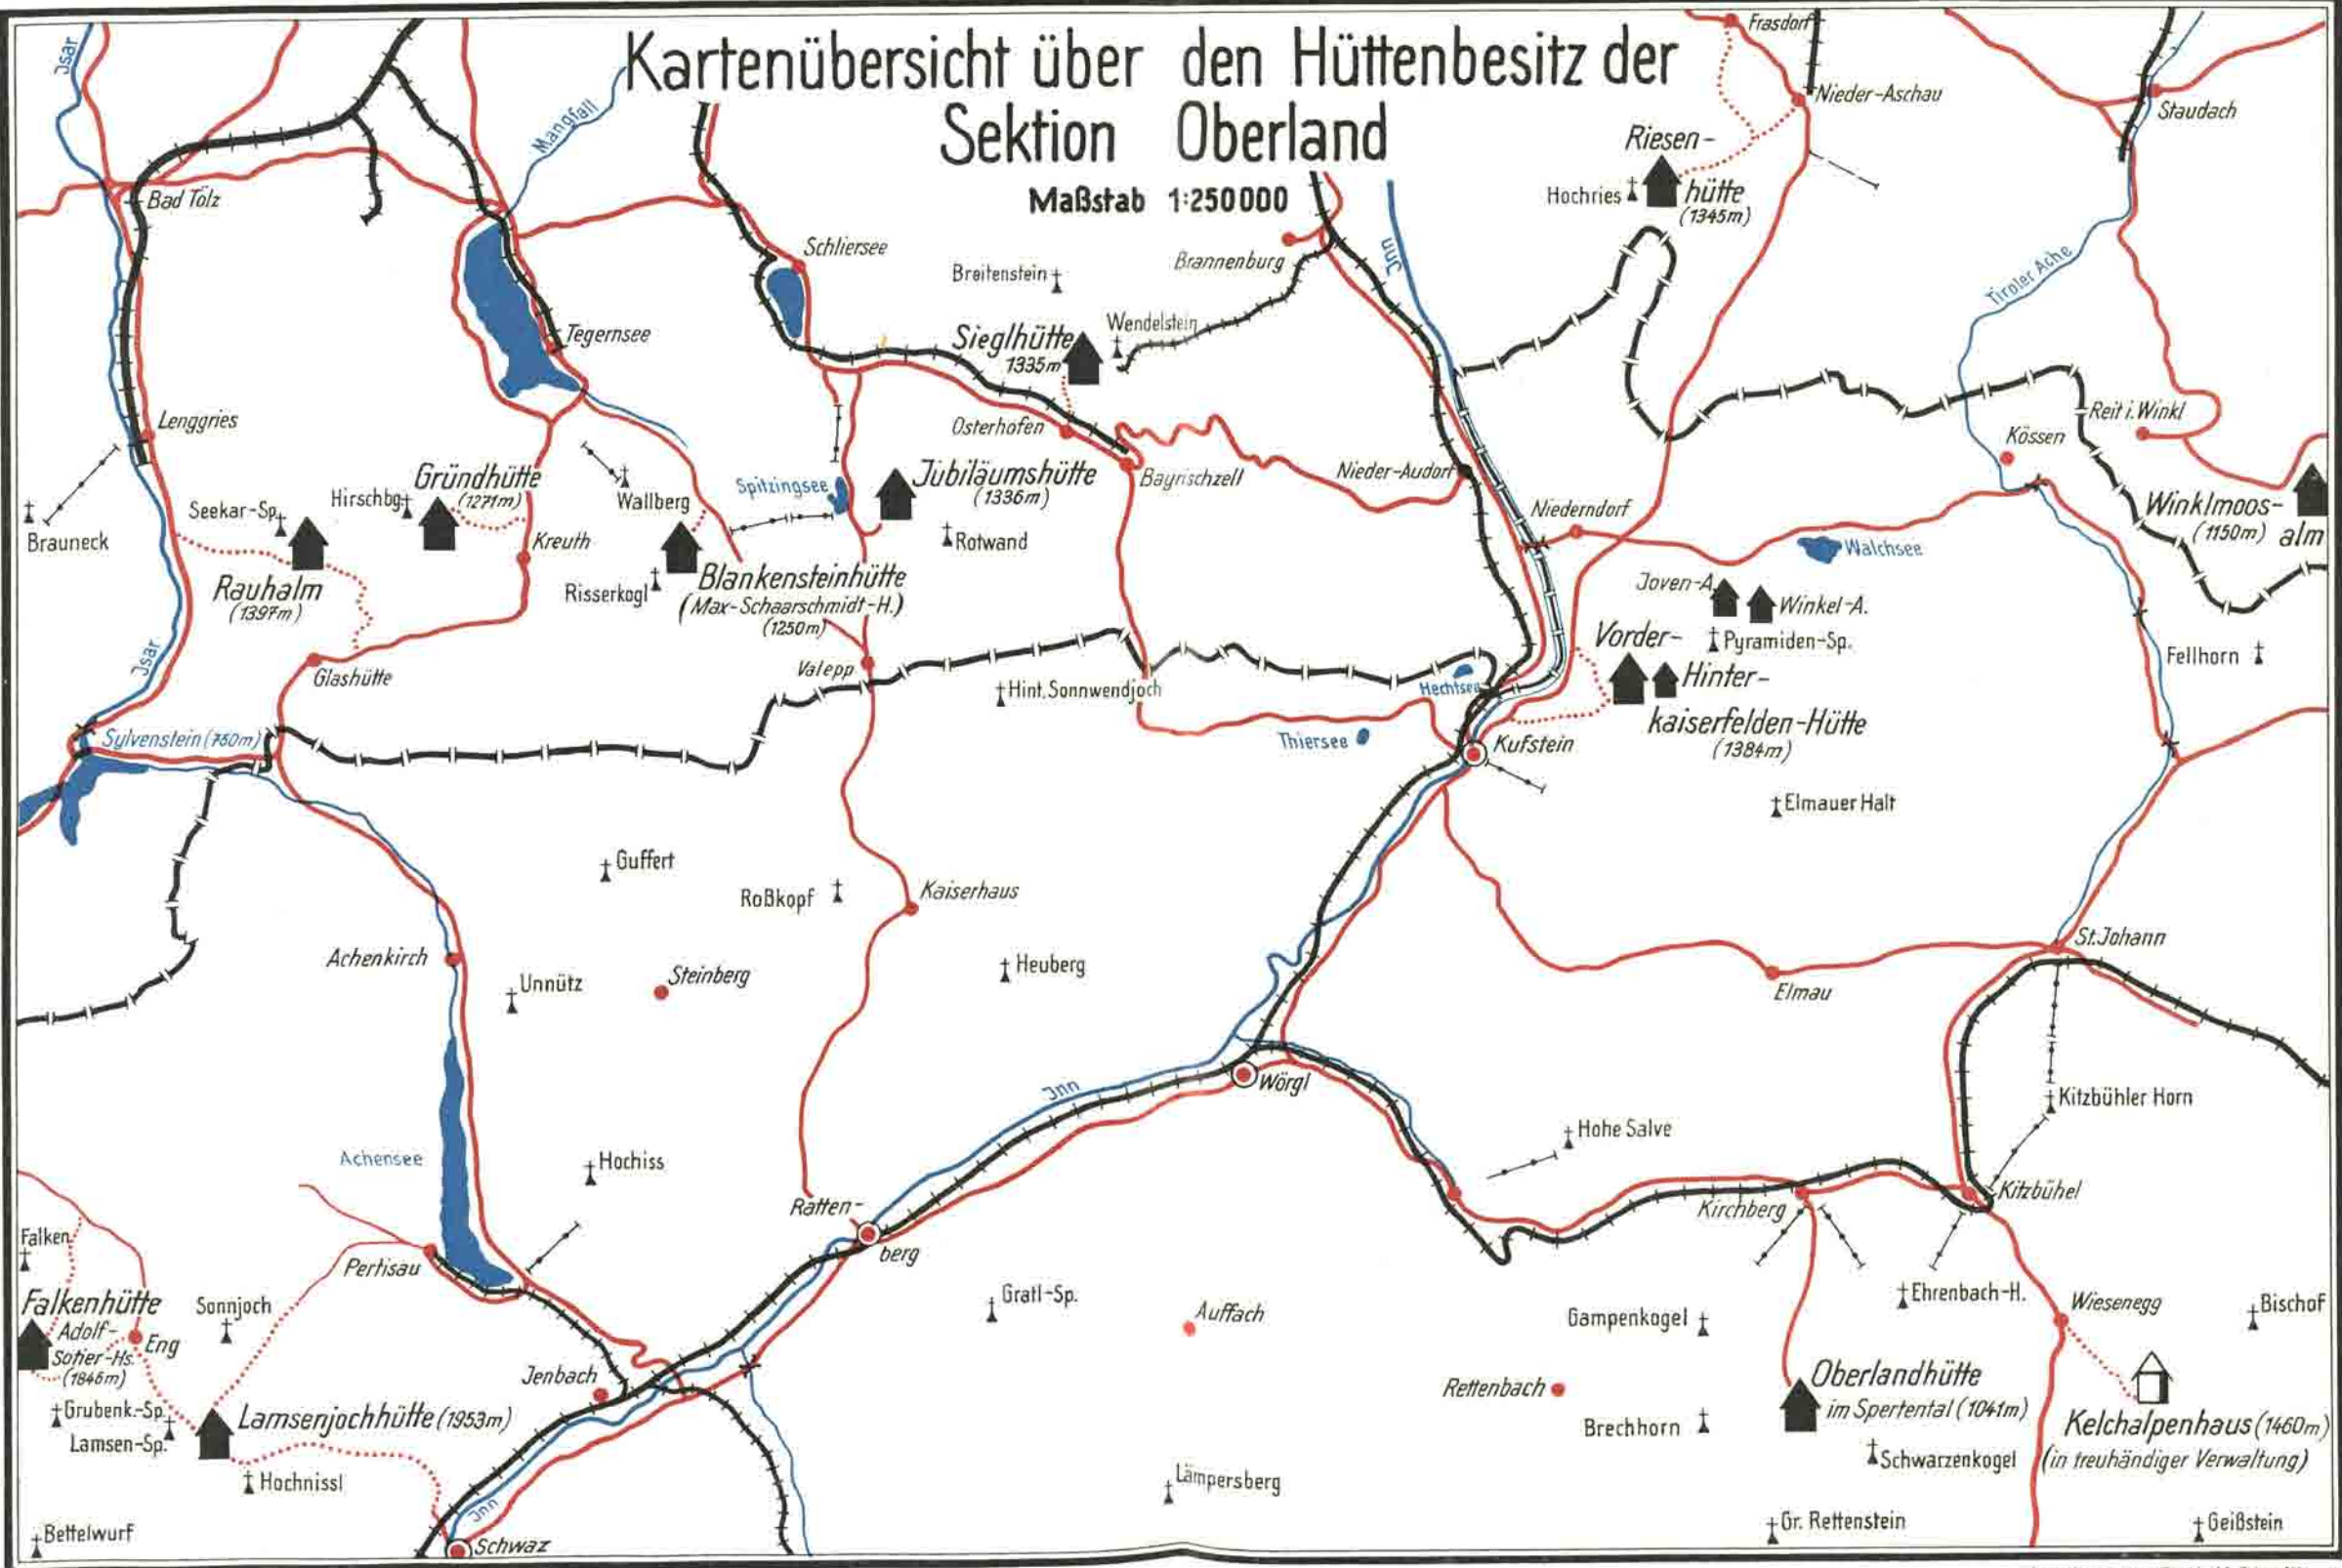 Kartenübersicht über den Hüttenbesitz der
Sektion Oberland
Maßstab 1:250000
Jsar
Mangfall
Frasdorf
Nieder-Aschau
Staudach
Riesen-
hütte
(1345m)
Hochries
Bad Tölz
Schliersee
Breitenstein
Brannenburg
Jnn
Tiroler Ache
Tegernsee
Sieglhütte
1335m
Wendelstein
Lenggries
Osterhofen
Bayrischzell
Nieder-Audorf
Reit i. Winkl
Kössen
Brauneck
Seekar-Sp.
Hirschbg.
Gründhütte
(1271m)
Wallberg
Spitzingsee
Jubiläumshütte
(1336m)
Rotwand
Niederndorf
Walchsee
Winklmoos-
(1150m) alm
Rauhalm
(1397m)
Kreuth
Risserkogl
Blankensteinhütte
(Max-Schaarschmidt-H.)
(1250m)
Joven-A.
Winkel-A.
Pyramiden-Sp.
Vorder-
Hinter-
kaiserfelden-Hütte
(1384m)
Fellhorn
Jsar
Glashütte
Valepp
Hint. Sonnwendjoch
Hechtsee
Thiersee
Kufstein
Sylvenstein (760m)
Elmauer Halt
Guffert
Roßkopf
Kaiserhaus
Achenkirch
Unnütz
Steinberg
Heuberg
St. Johann
Elmau
Jnn
Wörgl
Kitzbühler Horn
Hohe Salve
Achensee
Hochiss
Kirchberg
Kitzbühel
Ratten-
berg
Falken
Pertisau
Falkenhütte
Adolf-
Sotier-Hs.
(1846m)
Eng
Sonnjoch
Gratl-Sp.
Auffach
Gampenkogel
Ehrenbach-H.
Wiesenegg
Bischof
Jenbach
Rettenbach
Oberlandhütte
im Spertental (1041m)
Grubenk.-Sp.
Lamsen-Sp.
Lamsenjochhütte (1953m)
Brechhorn
Kelchalpenhaus (1460m)
(in treuhändiger Verwaltung)
Schwarzenkogel
Hochnissl
Lämpersberg
Jnn
Bettelwurf
Schwaz
Gr. Rettenstein
Geißstein